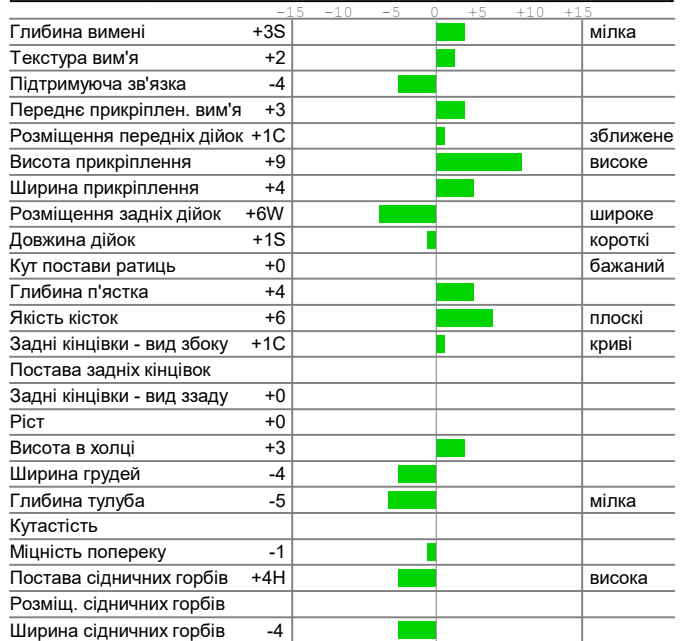 -15 -10 -5 0 +5 +10 +15
Глибина вимені +3S мілка
Текстура вим'я +2
Підтримуюча зв'язка -4
Переднє прикріплен. вим'я +3
Розміщення передніх дійок +1C зближене
Висота прикріплення +9 високе
Ширина прикріплення +4
Розміщення задніх дійок +6W широке
Довжина дійок +1S короткі
Кут постави ратиць +0 бажаний
Глибина п'ястка +4
Якість кісток +6 плоскі
Задні кінцівки - вид збоку +1C криві
Постава задніх кінцівок
Задні кінцівки - вид ззаду +0
Ріст +0
Висота в холці +3
Ширина грудей -4
Глибина тулуба -5 мілка
Кутастість
Міцність попереку -1
Постава сідничних горбів +4H висока
Розміщ. сідничних горбів
Ширина сідничних горбів -4